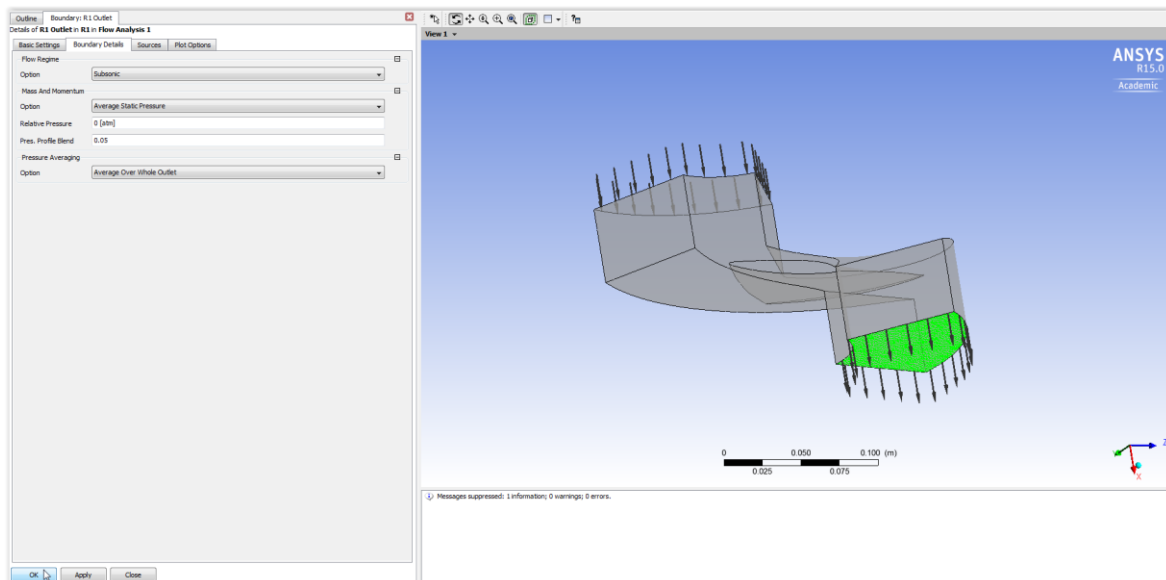 Outline Boundary: R1 Outlet
Details of R1 Outlet in R1 in Flow Analysis 1
Basic Settings Boundary Details Sources Plot Options
Flow Regime
Option Subsonic
Mass And Momentum
Option Average Static Pressure
Relative Pressure 0 [atm]
Pres. Profile Blend 0.05
Pressure Averaging
Option Average Over Whole Outlet
OK Apply Close
View 1
ANSYS
R15.0
Academic
0 0.050 0.100 (m)
0.025 0.075
Z
X
Messages suppressed: 1 information; 0 warnings; 0 errors.